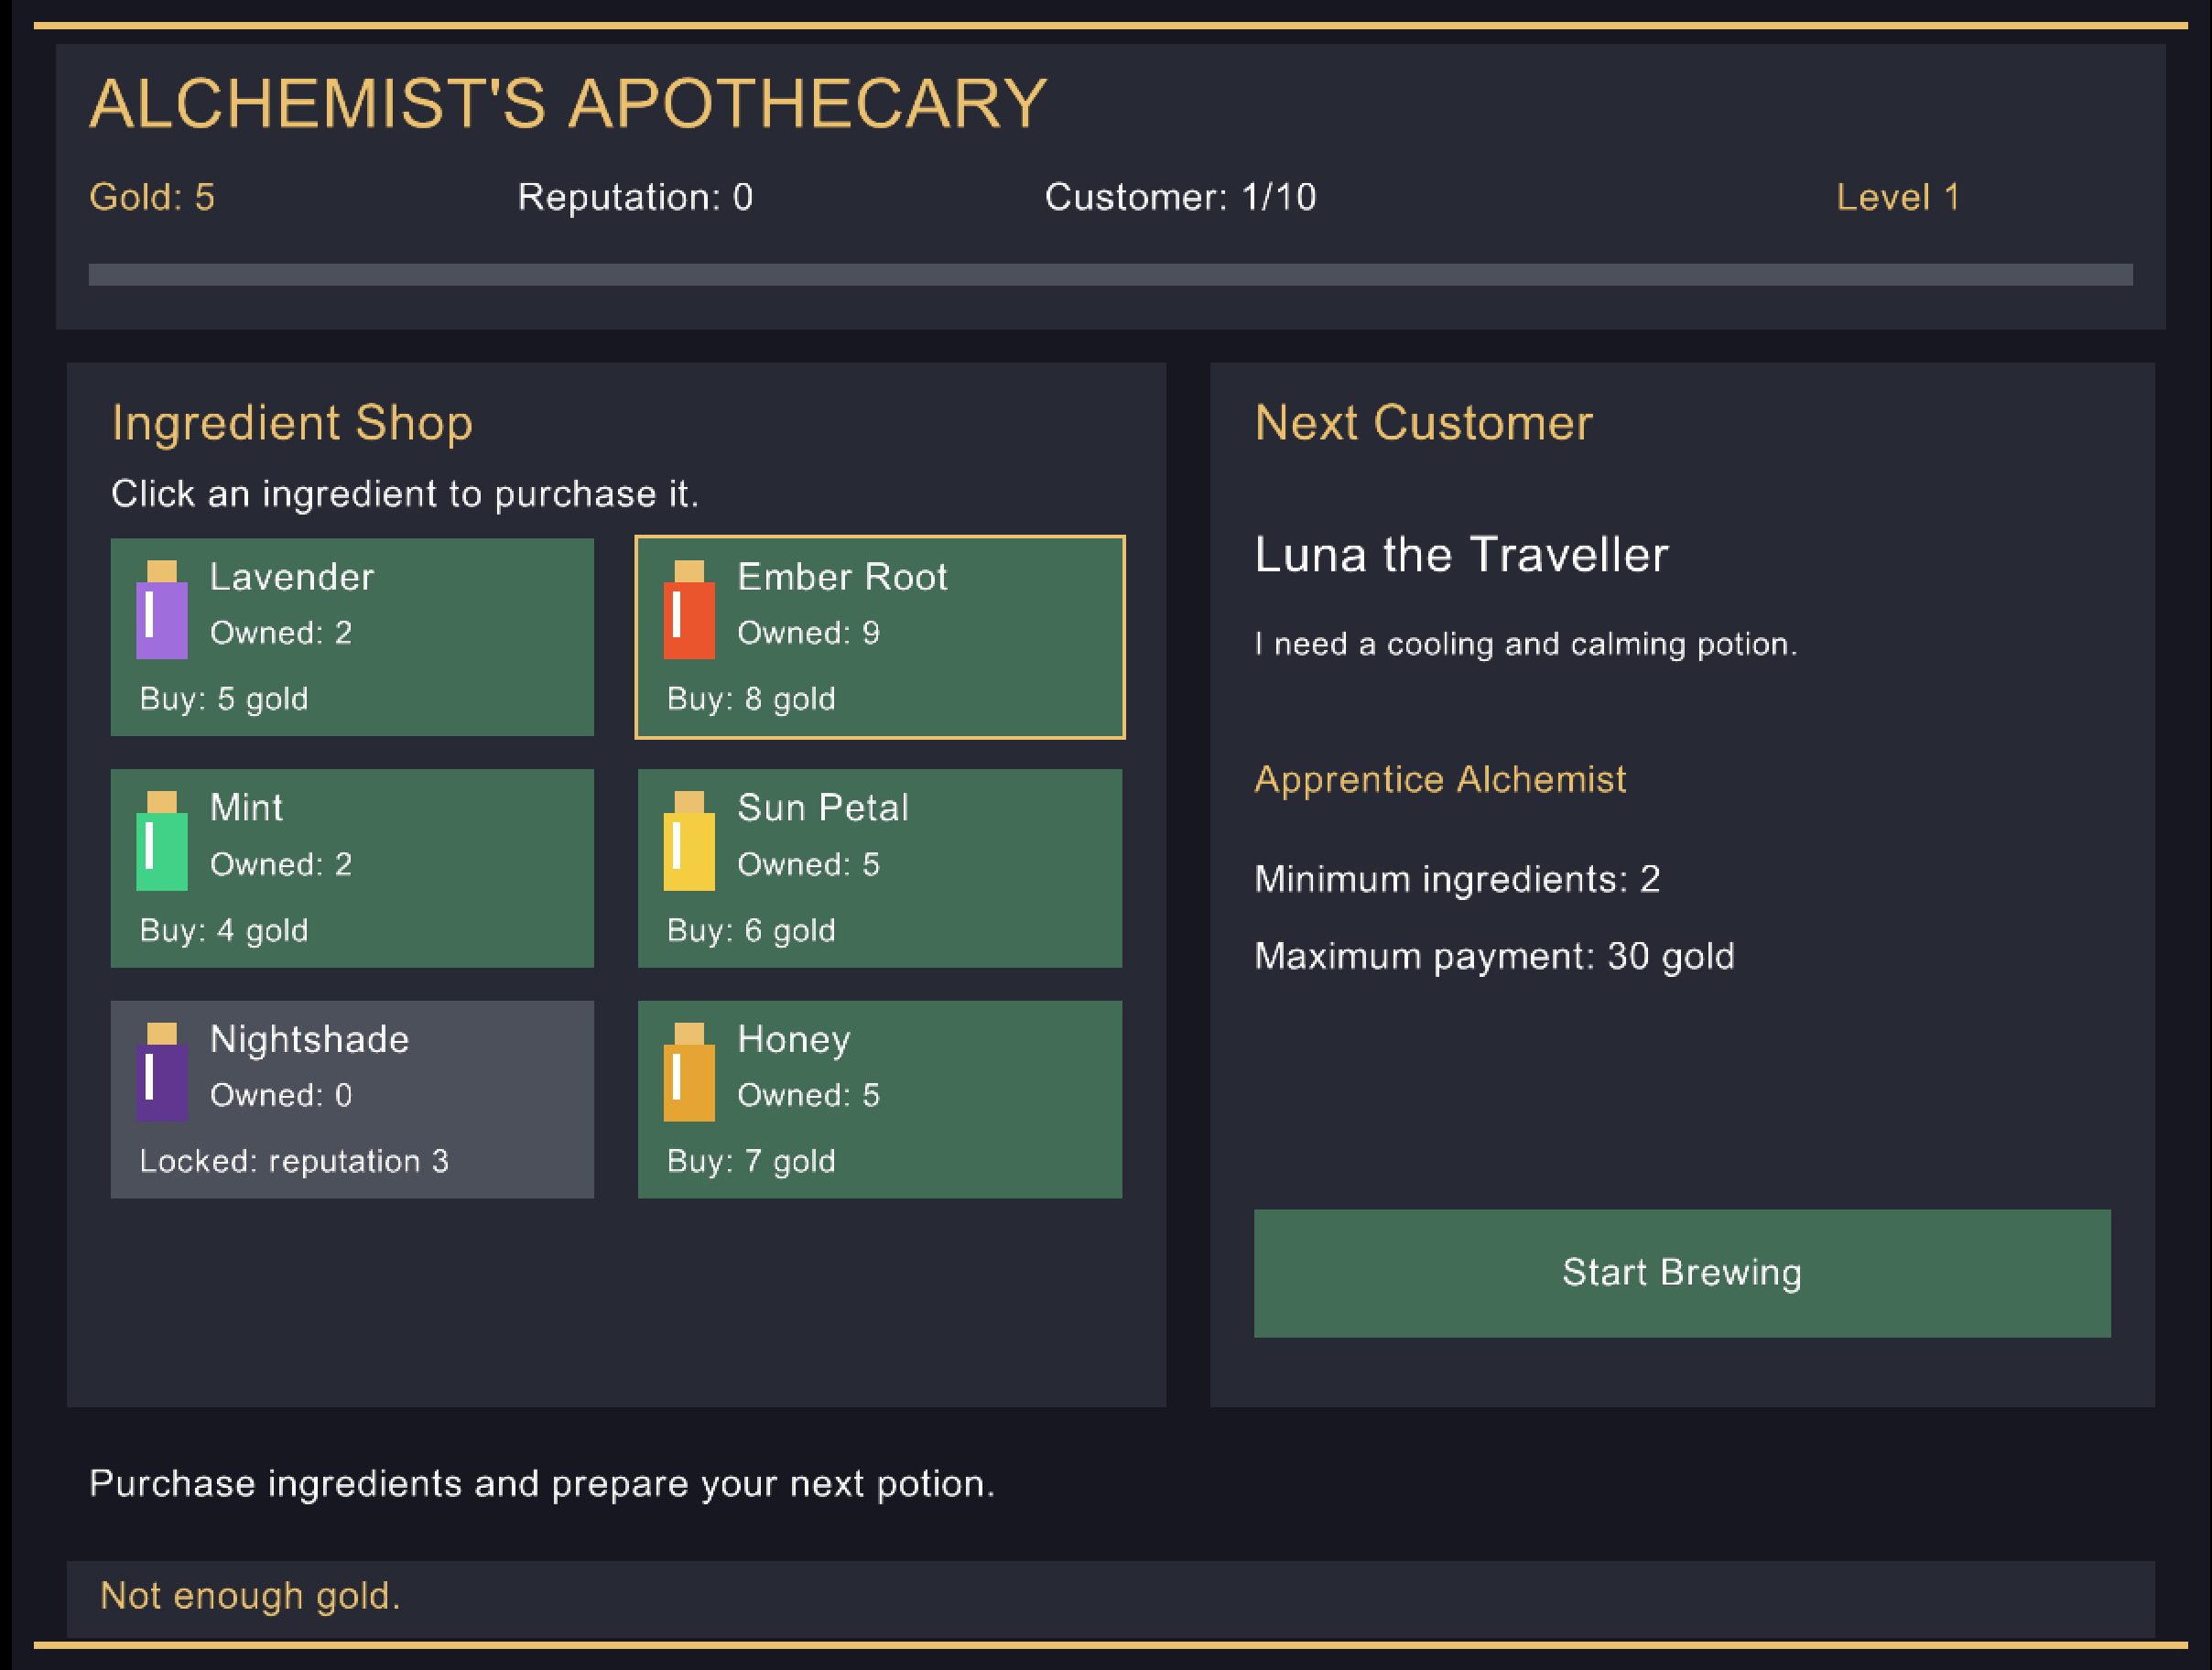 ALCHEMIST'S APOTHECARY
Gold: 5 Reputation: 0 Customer: 1/10 Level 1
Ingredient Shop
Click an ingredient to purchase it.
Lavender
Owned: 2
Buy: 5 gold
Ember Root
Owned: 9
Buy: 8 gold
Mint
Owned: 2
Buy: 4 gold
Sun Petal
Owned: 5
Buy: 6 gold
Nightshade
Owned: 0
Locked: reputation 3
Honey
Owned: 5
Buy: 7 gold
Next Customer
Luna the Traveller
I need a cooling and calming potion.
Apprentice Alchemist
Minimum ingredients: 2
Maximum payment: 30 gold
Start Brewing
Purchase ingredients and prepare your next potion.
Not enough gold.